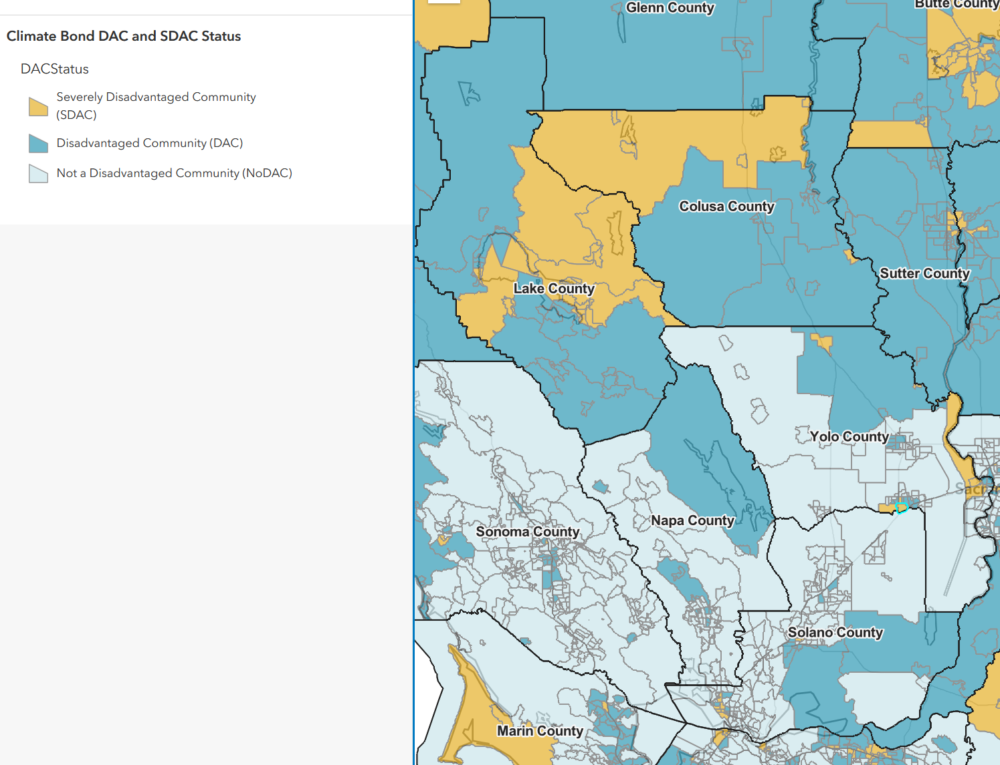 Climate Bond DAC and SDAC Status
DACStatus
Severely Disadvantaged Community
(SDAC)
Disadvantaged Community (DAC)
Not a Disadvantaged Community (NoDAC)
Glenn County
Butte County
Colusa County
Sutter County
Lake County
Yolo County
Sacr
Napa County
Sonoma County
Solano County
Marin County